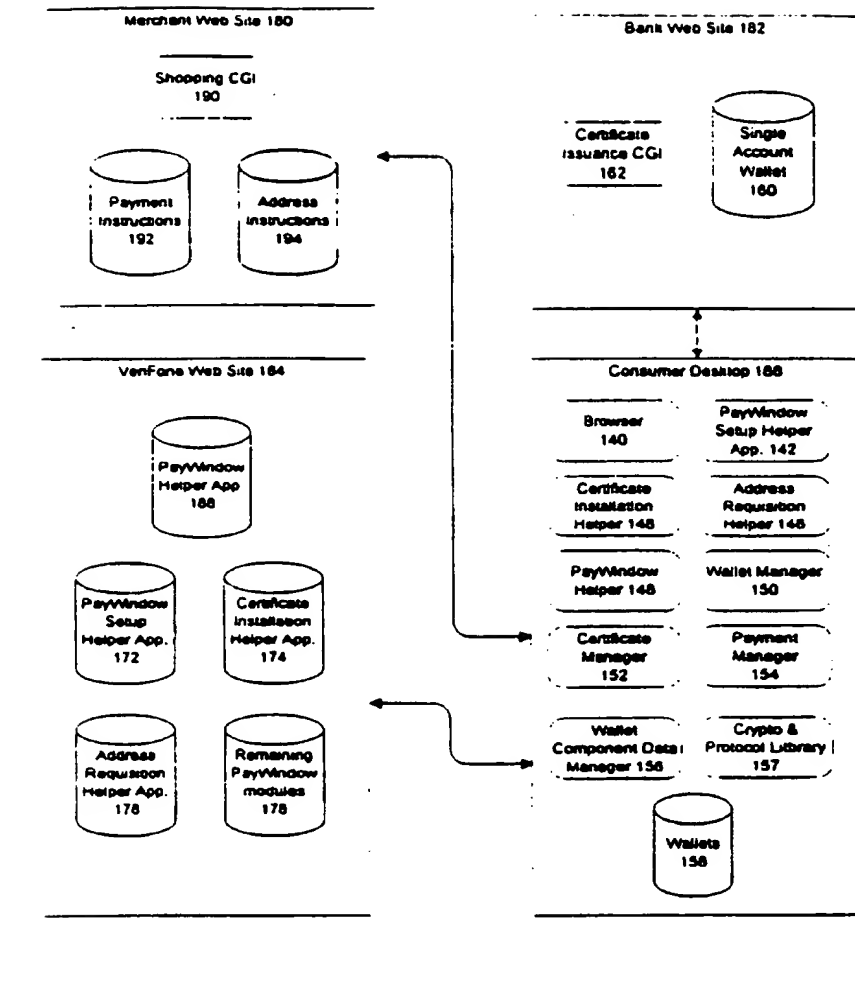 Merchant Web Site 180
Shopping CGI
190
Payment
Instructions
192
Address
Instructions
194
Bank Web Site 182
Certificate
Issuance CGI
162
Single
Account
Wallet
160
VeriFone Web Site 184
PayWindow
Helper App
188
PayWindow
Setup
Helper App.
172
Certificate
Installation
Helper App.
174
Address
Requisition
Helper App.
176
Remaining
PayWindow
modules
178
Consumer Desktop 186
Browser
140
PayWindow
Setup Helper
App. 142
Certificate
Installation
Helper 146
Address
Requisition
Helper 148
PayWindow
Helper 148
Wallet Manager
150
Certificate
Manager
152
Payment
Manager
154
Wallet
Component Data
Manager 156
Crypto &
Protocol Library
157
Wallets
158